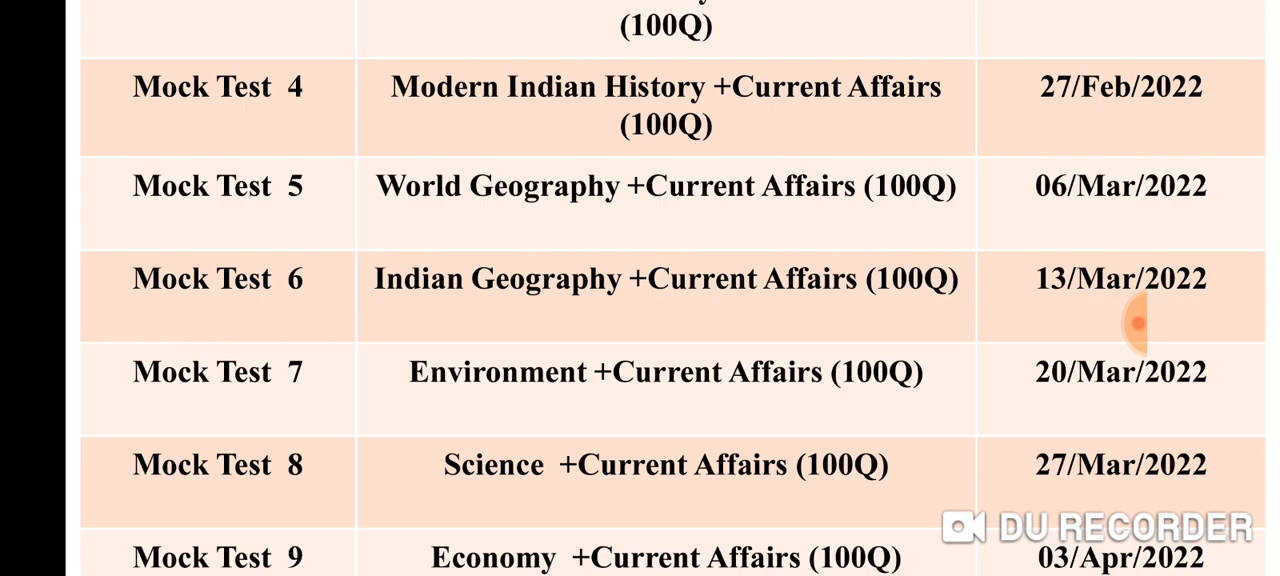 (100Q)
Mock Test 4
Modern Indian History +Current Affairs
(100Q)
27/Feb/2022
Mock Test 5
World Geography +Current Affairs (100Q)
06/Mar/2022
Mock Test 6
Indian Geography +Current Affairs (100Q)
13/Mar/2022
Mock Test 7
Environment +Current Affairs (100Q)
20/Mar/2022
Mock Test 8
Science +Current Affairs (100Q)
27/Mar/2022
DU RECORDER
Mock Test 9
Economy +Current Affairs (100Q)
03/Apr/2022